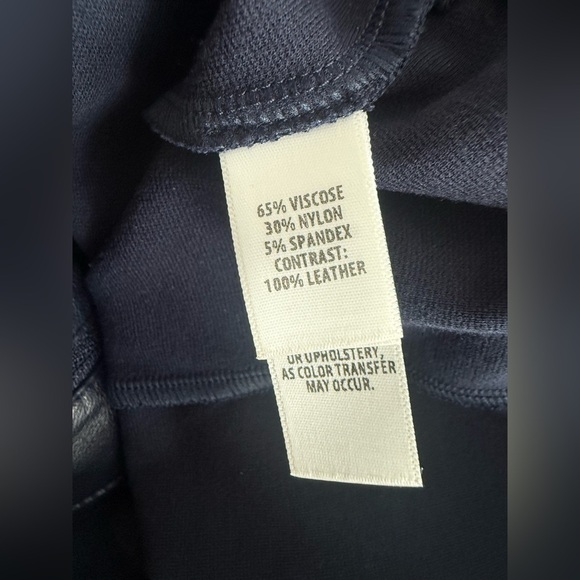 65% VISCOSE
30% NYLON
5% SPANDEX
CONTRAST:
100% LEATHER
OR UPHOLSTERY,
AS COLOR TRANSFER
MAY OCCUR.